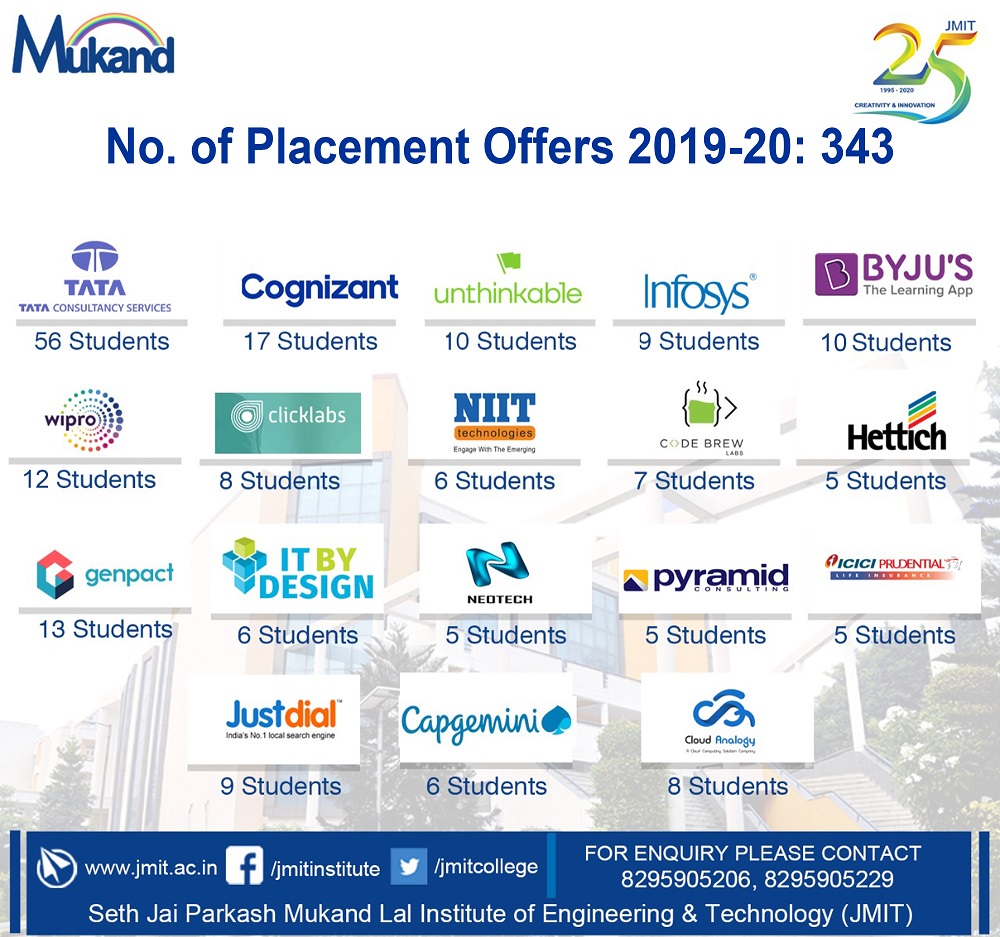 Mukand
JMIT
25
1995 - 2020
CREATIVITY & INNOVATION
No. of Placement Offers 2019-20: 343
TATA
TATA CONSULTANCY SERVICES
56 Students
Cognizant
17 Students
unthinkable
10 Students
Infosys®
9 Students
BYJU'S
The Learning App
10 Students
wipro
12 Students
clicklabs
8 Students
NIIT
technologies
Engage With The Emerging
6 Students
CODE BREW
LABS
7 Students
Hettich
5 Students
genpact
13 Students
IT BY
DESIGN
6 Students
NEOTECH
5 Students
pyramid
CONSULTING
5 Students
ICICI PRUDENTIAL
LIFE INSURANCE
5 Students
Justdial™
India's No.1 local search engine
9 Students
Capgemini
6 Students
Cloud Analogy
A Cloud Computing Solution Company
8 Students
www.jmit.ac.in
/jmitinstitute
/jmitcollege
FOR ENQUIRY PLEASE CONTACT
8295905206, 8295905229
Seth Jai Parkash Mukand Lal Institute of Engineering & Technology (JMIT)